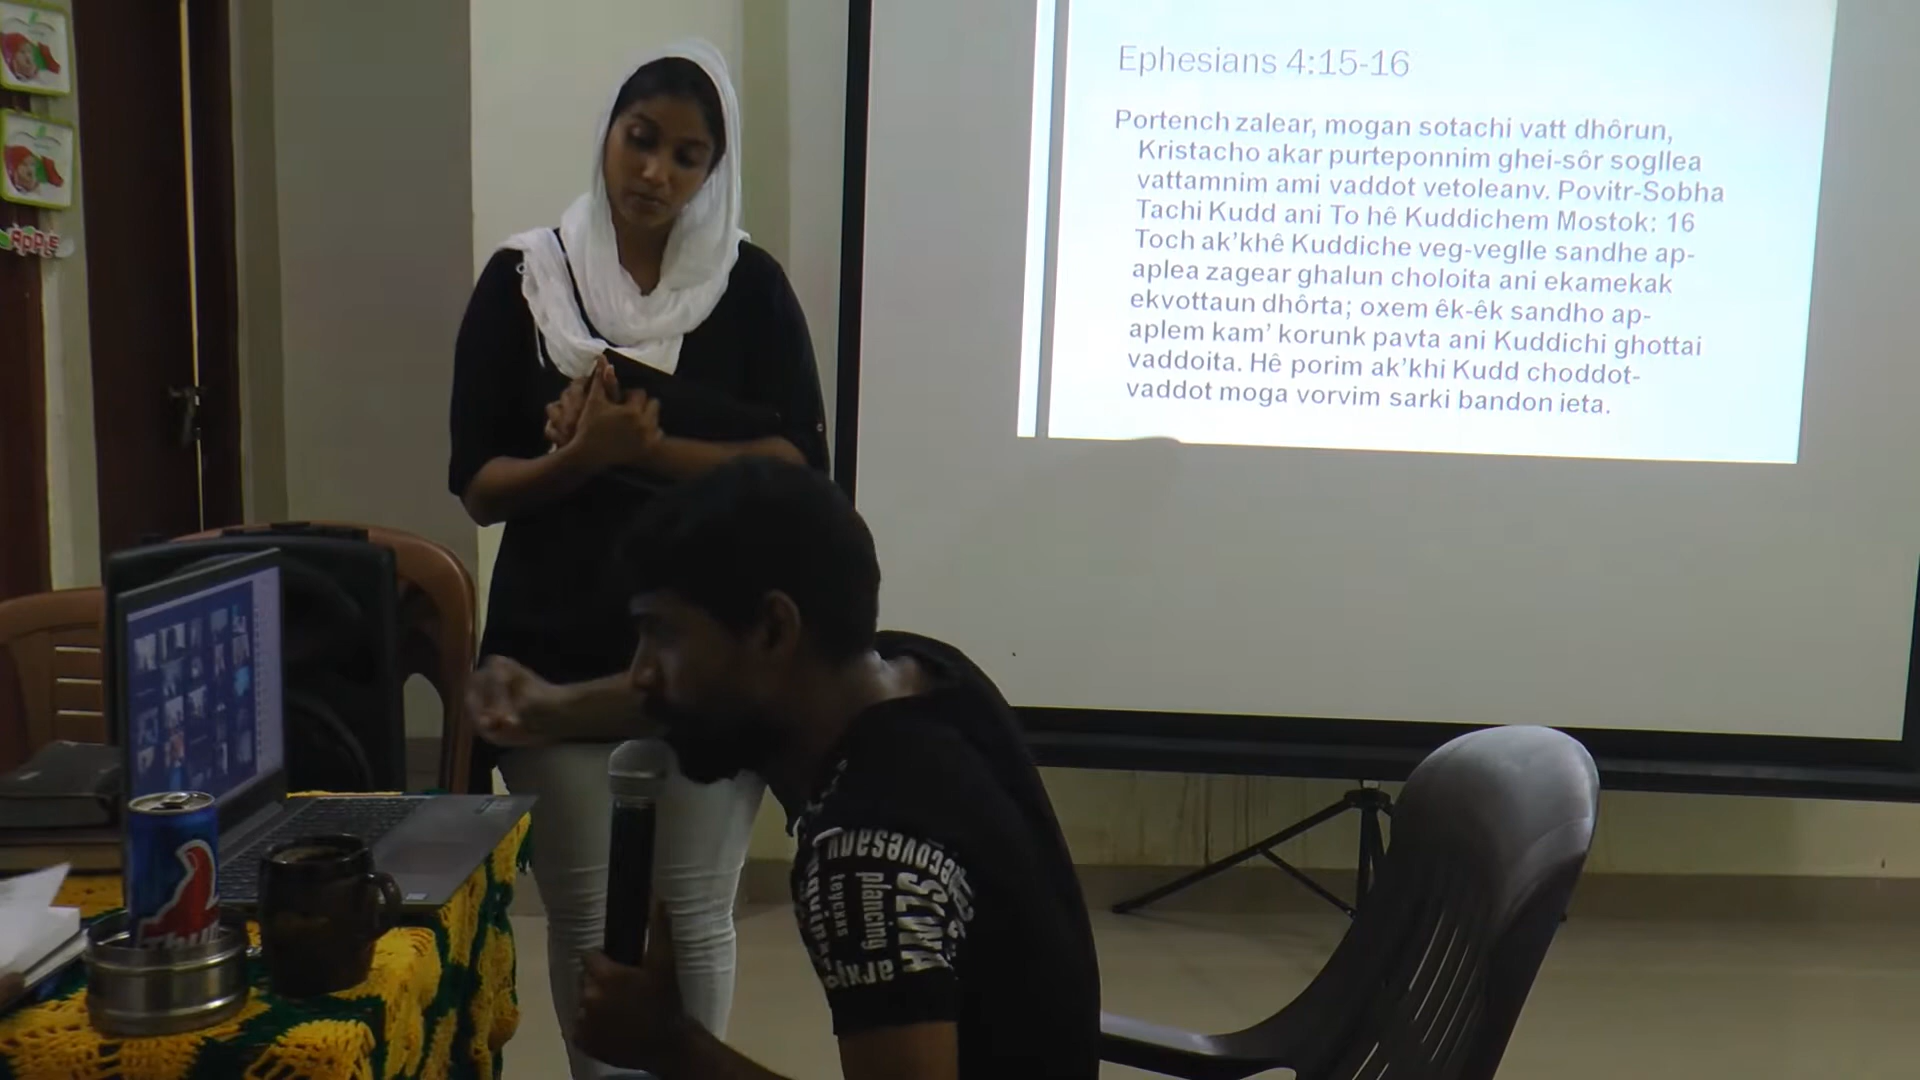 Ephesians 4:15-16
Portench zalear, mogan sotachi vatt dhôrun,
Kristacho akar purteponnim ghei-sôr sogllea
vattamnim ami vaddot vetoleanv. Povitr-Sobha
Tachi Kudd ani To hê Kuddichem Mostok: 16
Toch ak’khê Kuddiche veg-veglle sandhe ap-
aplea zagear ghalun choloita ani ekamekak
ekvottaun dhôrta; oxem êk-êk sandho ap-
aplem kam’ korunk pavta ani Kuddichi ghottai
vaddoita. Hê porim ak’khi Kudd choddot-
vaddot moga vorvim sarki bandon ieta.
APPLE
plancing